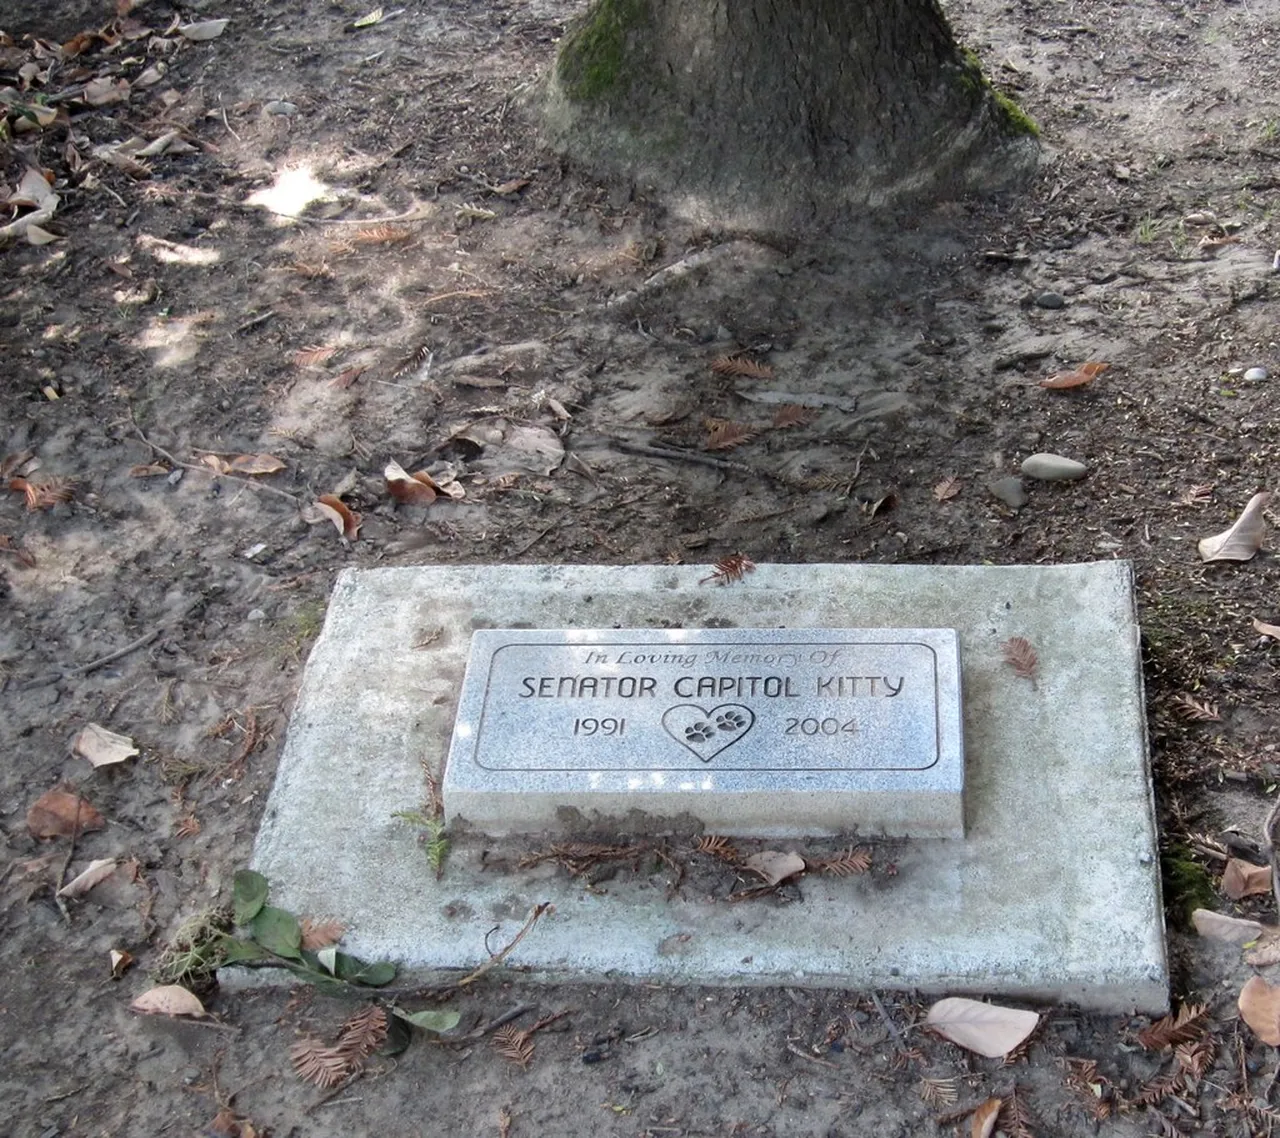 In Loving Memory Of
SENATOR CAPITOL KITTY
1991 2004